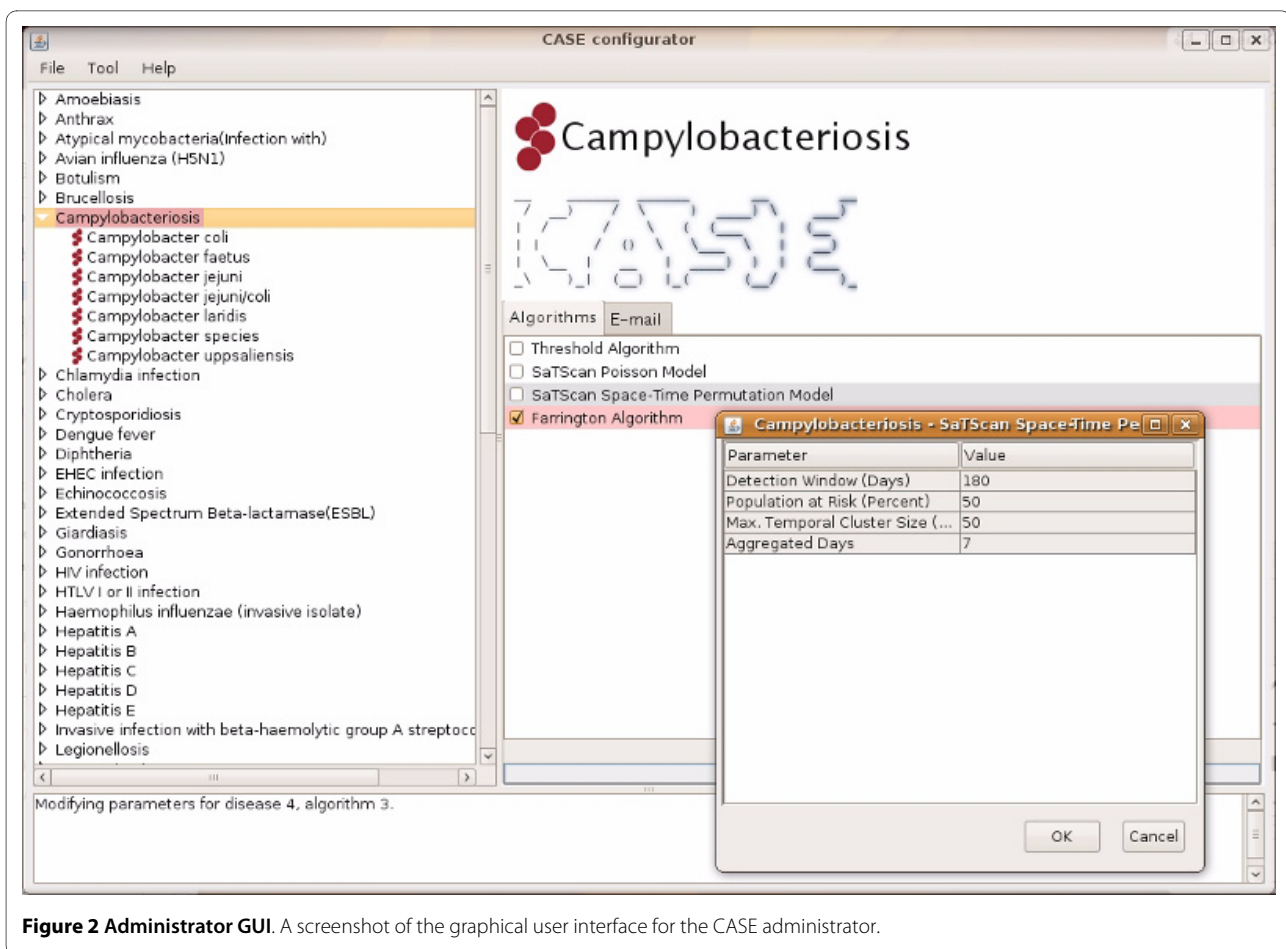 CASE configurator
File Tool Help
Amoebiasis
Anthrax
Atypical mycobacteria(Infection with)
Avian influenza (H5N1)
Botulism
Brucellosis
Campylobacteriosis
Campylobacter coli
Campylobacter faetus
Campylobacter jejuni
Campylobacter jejuni/coli
Campylobacter laridis
Campylobacter species
Campylobacter uppsaliensis
Chlamydia infection
Cholera
Cryptosporidiosis
Dengue fever
Diphtheria
EHEC infection
Echinococcosis
Extended Spectrum Beta-lactamase(ESBL)
Giardiasis
Gonorrhoea
HIV infection
HTLV I or II infection
Haemophilus influenzae (invasive isolate)
Hepatitis A
Hepatitis B
Hepatitis C
Hepatitis D
Hepatitis E
Invasive infection with beta-haemolytic group A streptoco
Legionellosis
Campylobacteriosis
CASE
Algorithms E-mail
Threshold Algorithm
SaTScan Poisson Model
SaTScan Space-Time Permutation Model
Farrington Algorithm
Campylobacteriosis - SaTScan Space-Time Pe
Parameter Value
Detection Window (Days) 180
Population at Risk (Percent) 50
Max. Temporal Cluster Size (... 50
Aggregated Days 7
OK Cancel
Modifying parameters for disease 4, algorithm 3.
Figure 2 Administrator GUI. A screenshot of the graphical user interface for the CASE administrator.